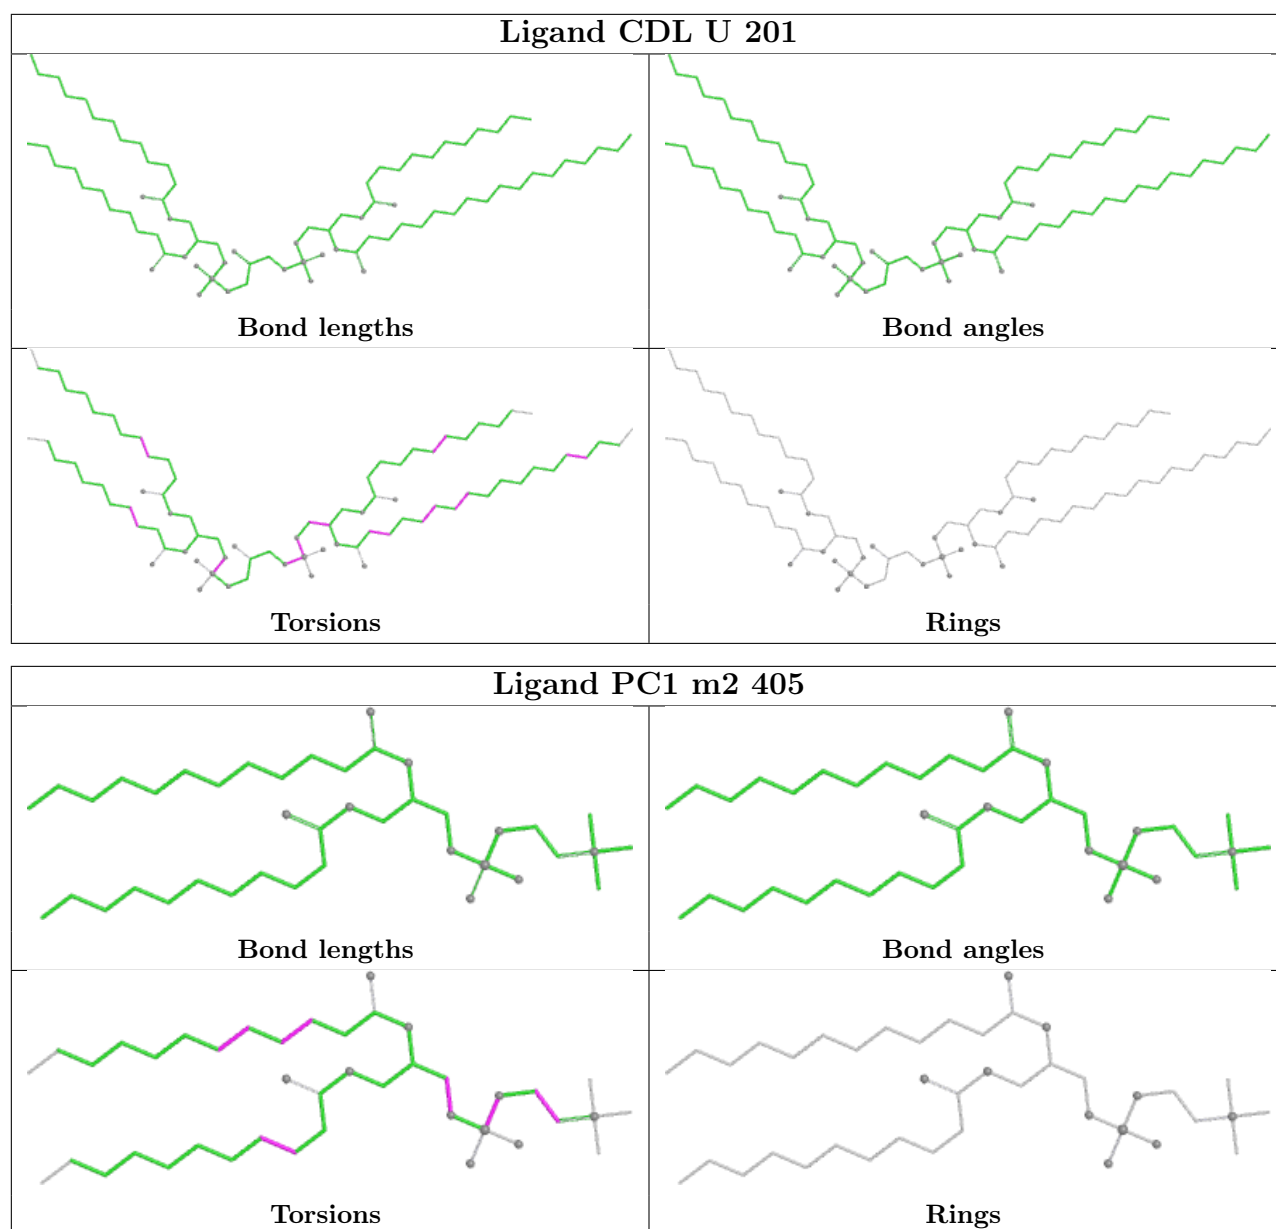 Ligand CDL U 201
Bond lengths
Bond angles
Torsions
Rings
Ligand PC1 m2 405
Bond lengths
Bond angles
Torsions
Rings